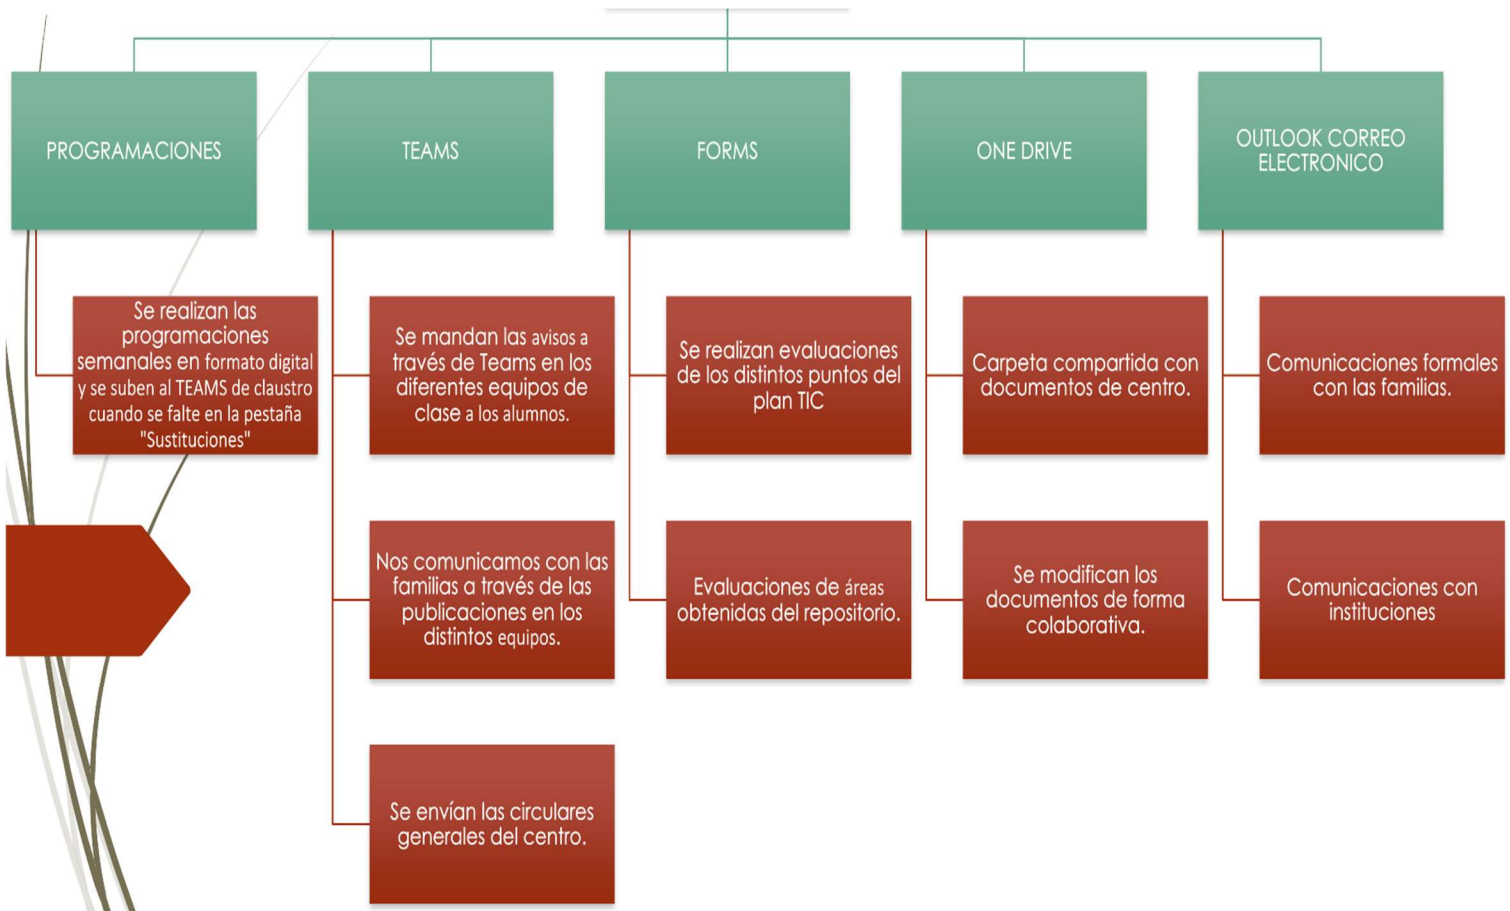 PROGRAMACIONES
TEAMS
FORMS
ONE DRIVE
OUTLOOK CORREO
ELECTRONICO
Se realizan las
programaciones
semanales en formato digital
y se suben al TEAMS de claustro
cuando se falte en la pestaña
"Sustituciones"
Se mandan las avisos a
través de Teams en los
diferentes equipos de
clase a los alumnos.
Nos comunicamos con las
familias a través de las
publicaciones en los
distintos equipos.
Se envían las circulares
generales del centro.
Se realizan evaluaciones
de los distintos puntos del
plan TIC
Evaluaciones de áreas
obtenidas del repositorio.
Carpeta compartida con
documentos de centro.
Se modifican los
documentos de forma
colaborativa.
Comunicaciones formales
con las familias.
Comunicaciones con
instituciones